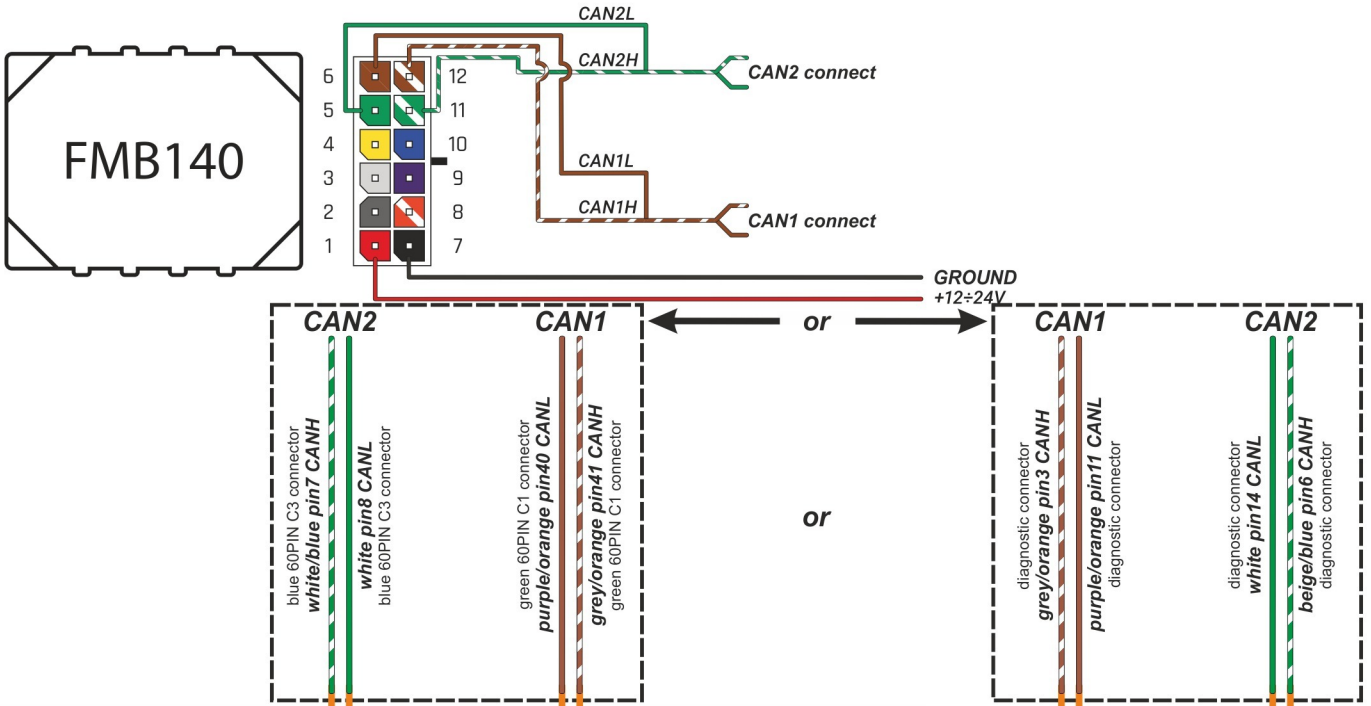 FMB140
CAN2L
CAN2H
CAN2 connect
6
12
5
11
4
10
3
9
2
8
1
7
CAN1L
CAN1H
CAN1 connect
GROUND
+12÷24V
CAN2
CAN1
or
CAN1
CAN2
blue 60PIN C3 connector
white/blue pin7 CANH
white pin8 CANL
blue 60PIN C3 connector
green 60PIN C1 connector
purple/orange pin40 CANL
grey/orange pin41 CANH
green 60PIN C1 connector
or
diagnostic connector
grey/orange pin3 CANH
purple/orange pin11 CANL
diagnostic connector
diagnostic connector
white pin14 CANL
beige/blue pin6 CANH
diagnostic connector